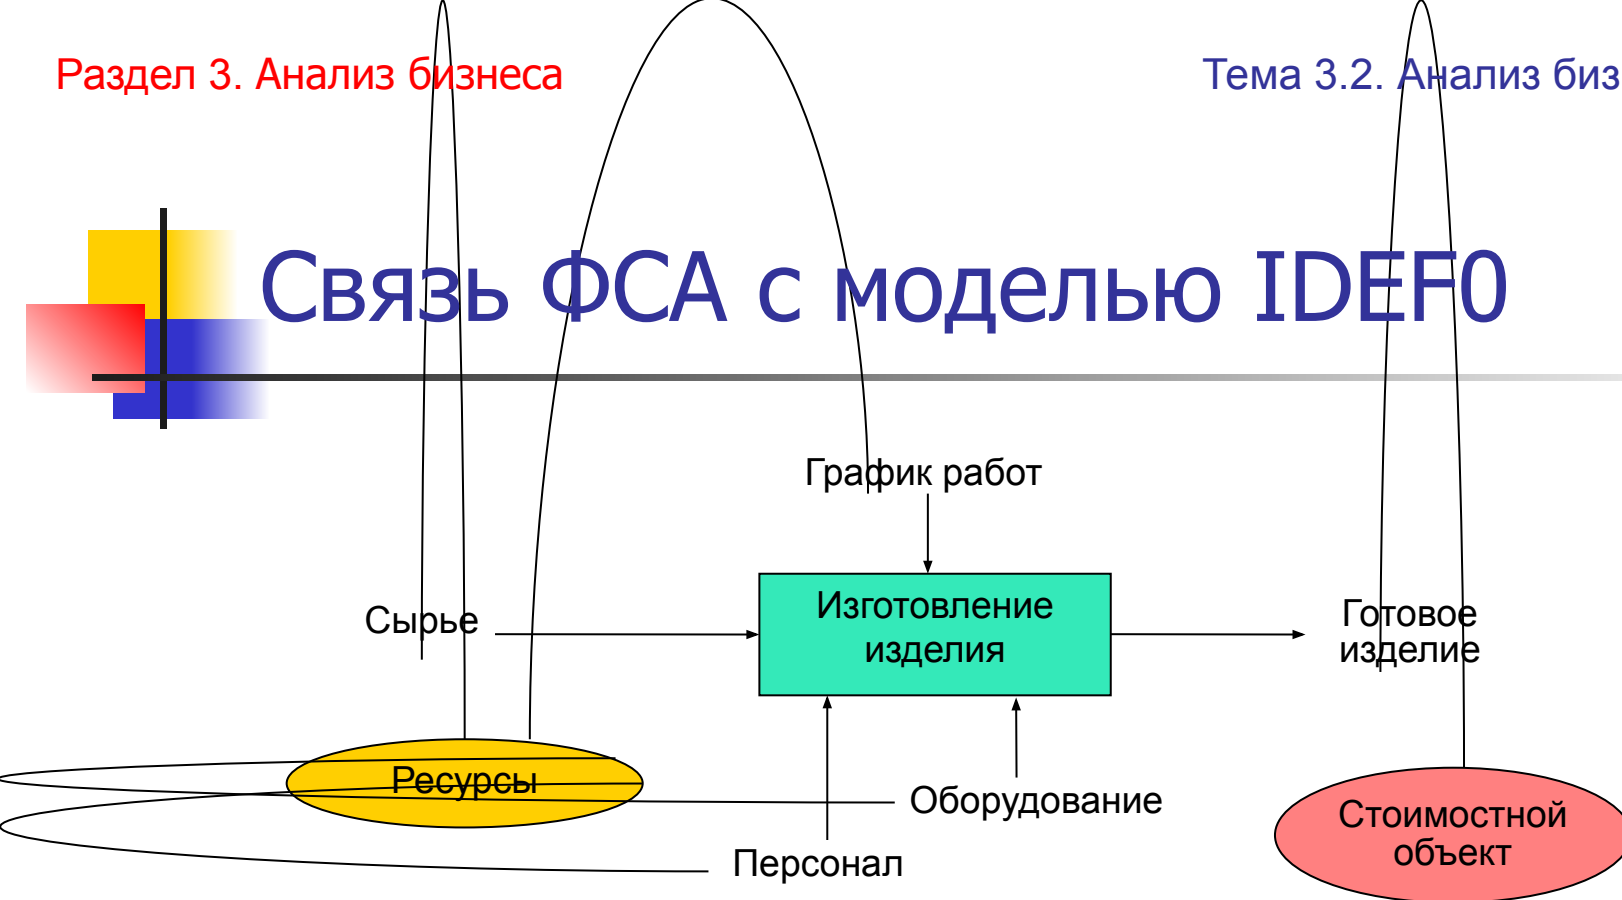 Раздел 3. Анализ бизнеса
Тема 3.2. Анализ биз
Связь ФСА с моделью IDEF0
График работ
Сырье
Изготовление
изделия
Готовое
изделие
Ресурсы
Оборудование
Стоимостной
объект
Персонал